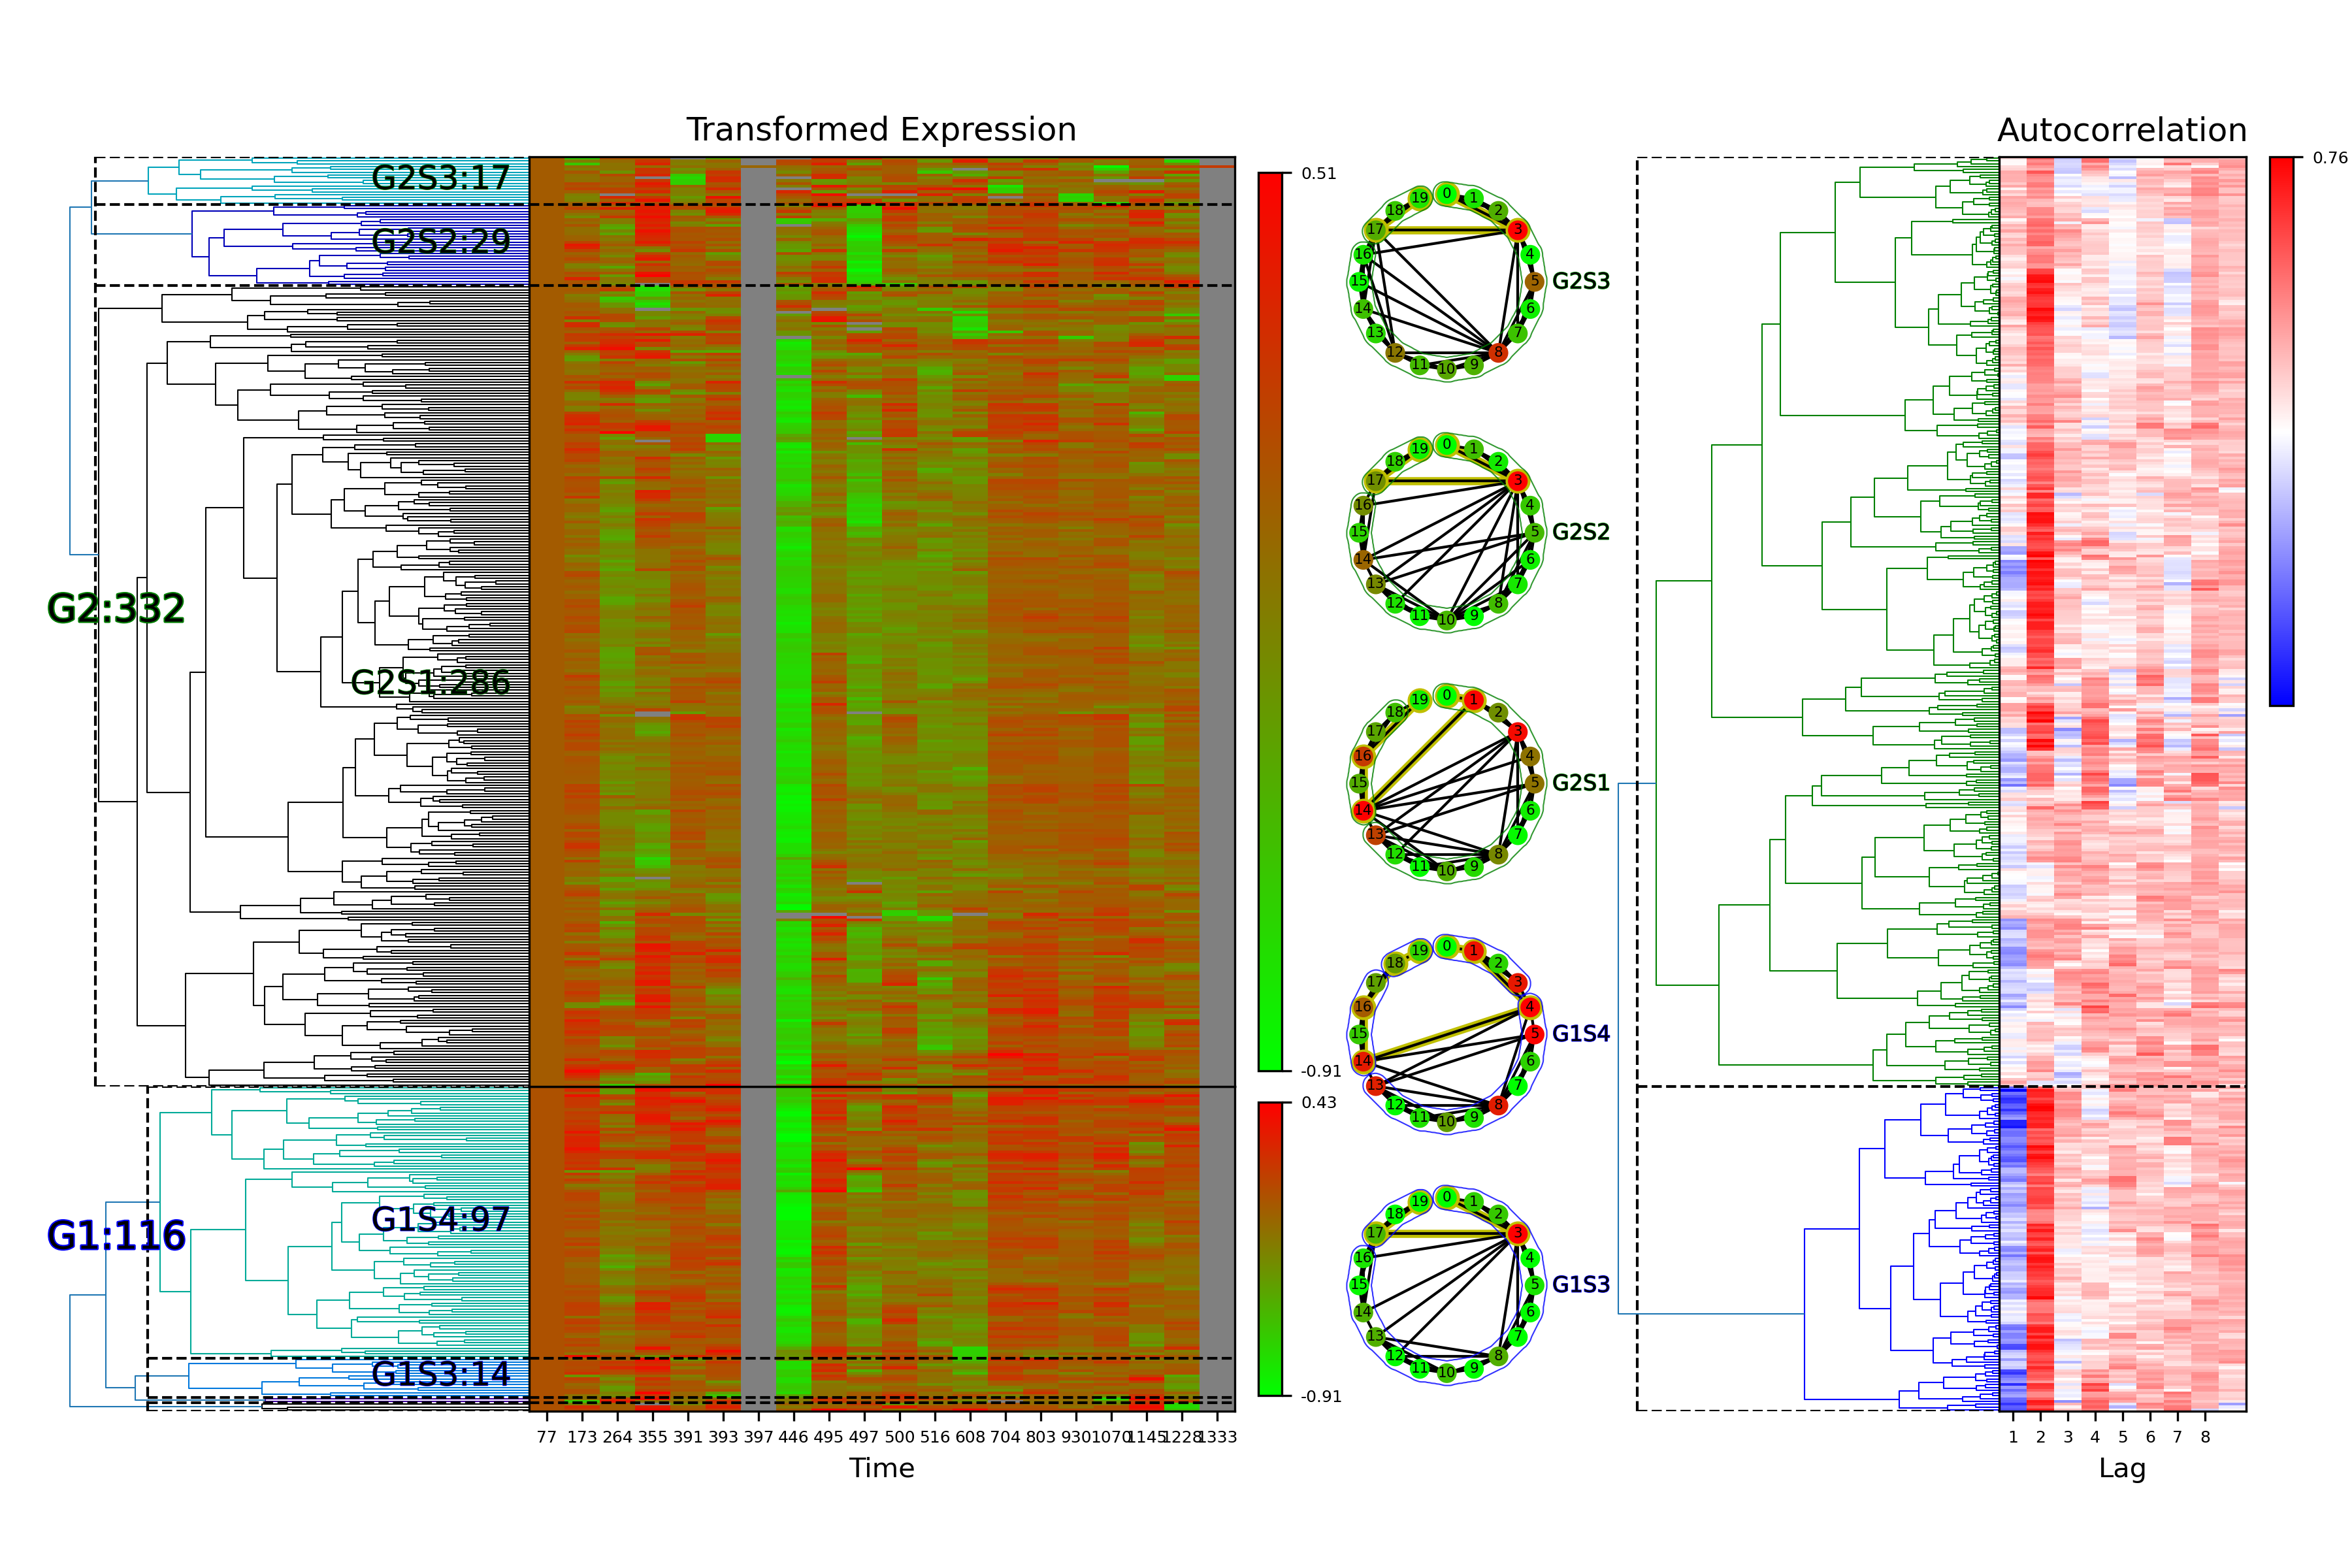 Transformed Expression
Autocorrelation
G2S3:17
G2S2:29
G2:332
G2S1:286
G1S4:97
G1:116
G1S3:14
0.51
-0.91
0.43
-0.91
77 173 264 355 391 393 397 446 495 497 500 516 608 704 803 930 1070 1145 1228 1333
Time
0 1 2 3 4 5 6 7 8 9 10 11 12 13 14 15 16 17 18 19
G2S3
0 1 2 3 4 5 6 7 8 9 10 11 12 13 14 15 16 17 18 19
G2S2
0 1 2 3 4 5 6 7 8 9 10 11 12 13 14 15 16 17 18 19
G2S1
0 1 2 3 4 5 6 7 8 9 10 11 12 13 14 15 16 17 18 19
G1S4
0 1 2 3 4 5 6 7 8 9 10 11 12 13 14 15 16 17 18 19
G1S3
0.76
1 2 3 4 5 6 7 8
Lag